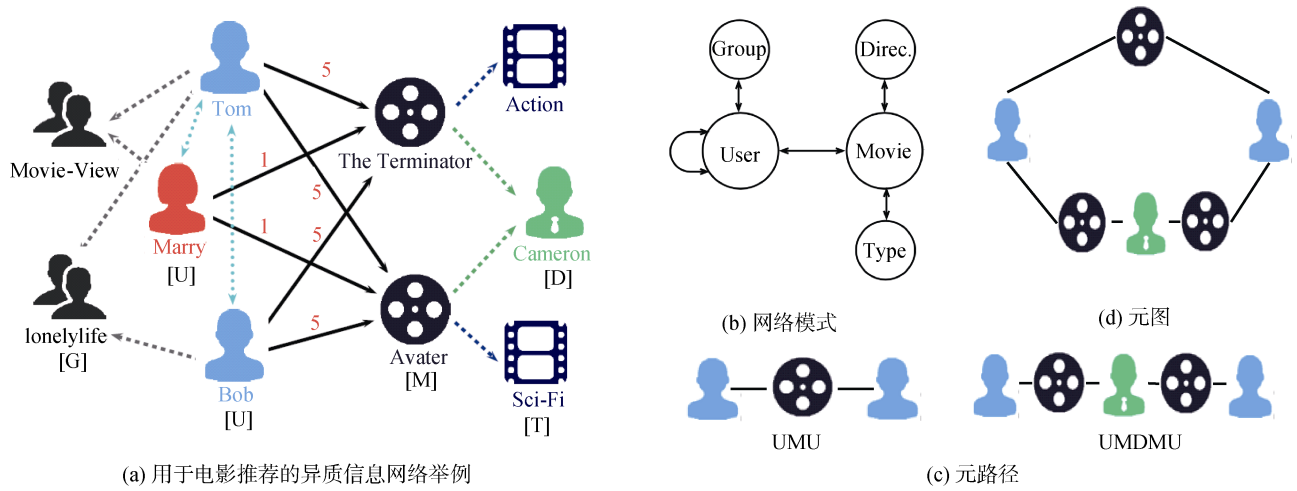 Tom
Movie-View
Marry
[U]
lonelylife
[G]
Bob
[U]
5
1
5
1
5
5
The Terminator
Avater
[M]
Action
Cameron
[D]
Sci-Fi
[T]
(a) 用于电影推荐的异质信息网络举例
Group
Direc.
User
Movie
Type
(b) 网络模式
(d) 元图
UMU
UMDMU
(c) 元路径